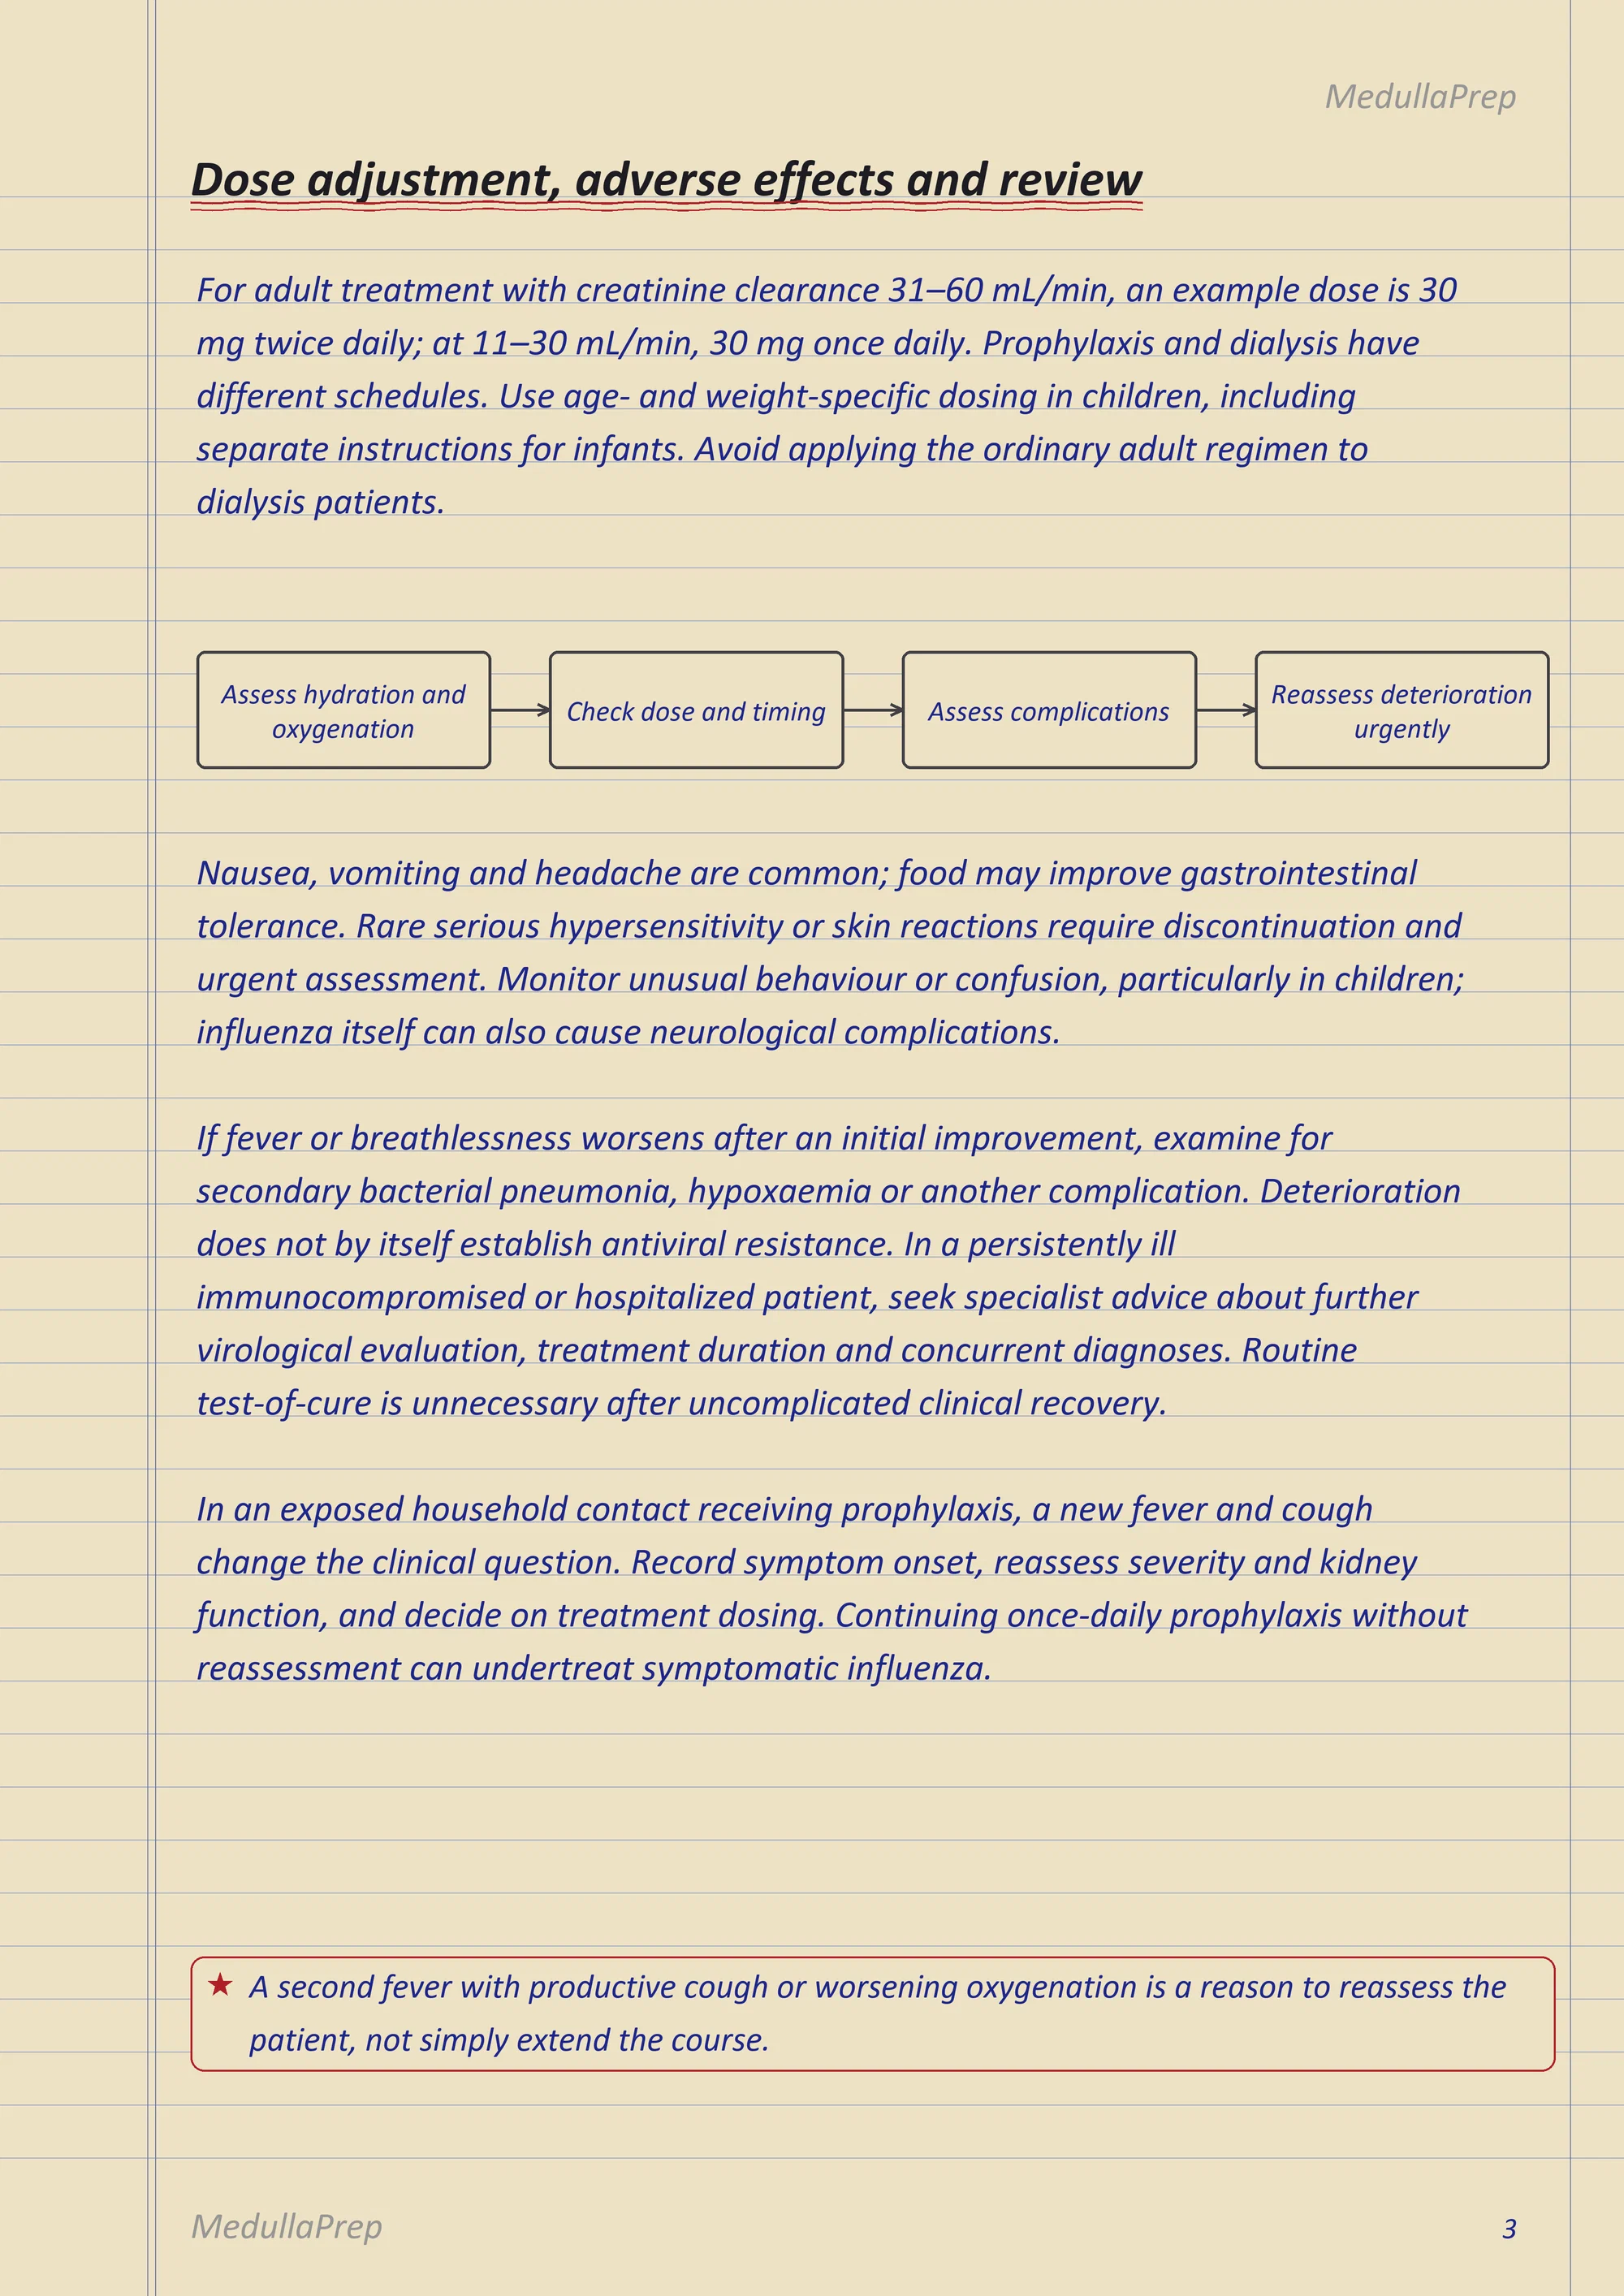 MedullaPrep
Dose adjustment, adverse effects and review
For adult treatment with creatinine clearance 31–60 mL/min, an example dose is 30
mg twice daily; at 11–30 mL/min, 30 mg once daily. Prophylaxis and dialysis have
different schedules. Use age- and weight-specific dosing in children, including
separate instructions for infants. Avoid applying the ordinary adult regimen to
dialysis patients.
Assess hydration and
oxygenation
Check dose and timing
Assess complications
Reassess deterioration
urgently
Nausea, vomiting and headache are common; food may improve gastrointestinal
tolerance. Rare serious hypersensitivity or skin reactions require discontinuation and
urgent assessment. Monitor unusual behaviour or confusion, particularly in children;
influenza itself can also cause neurological complications.
If fever or breathlessness worsens after an initial improvement, examine for
secondary bacterial pneumonia, hypoxaemia or another complication. Deterioration
does not by itself establish antiviral resistance. In a persistently ill
immunocompromised or hospitalized patient, seek specialist advice about further
virological evaluation, treatment duration and concurrent diagnoses. Routine
test-of-cure is unnecessary after uncomplicated clinical recovery.
In an exposed household contact receiving prophylaxis, a new fever and cough
change the clinical question. Record symptom onset, reassess severity and kidney
function, and decide on treatment dosing. Continuing once-daily prophylaxis without
reassessment can undertreat symptomatic influenza.
★ A second fever with productive cough or worsening oxygenation is a reason to reassess the
patient, not simply extend the course.
MedullaPrep
3